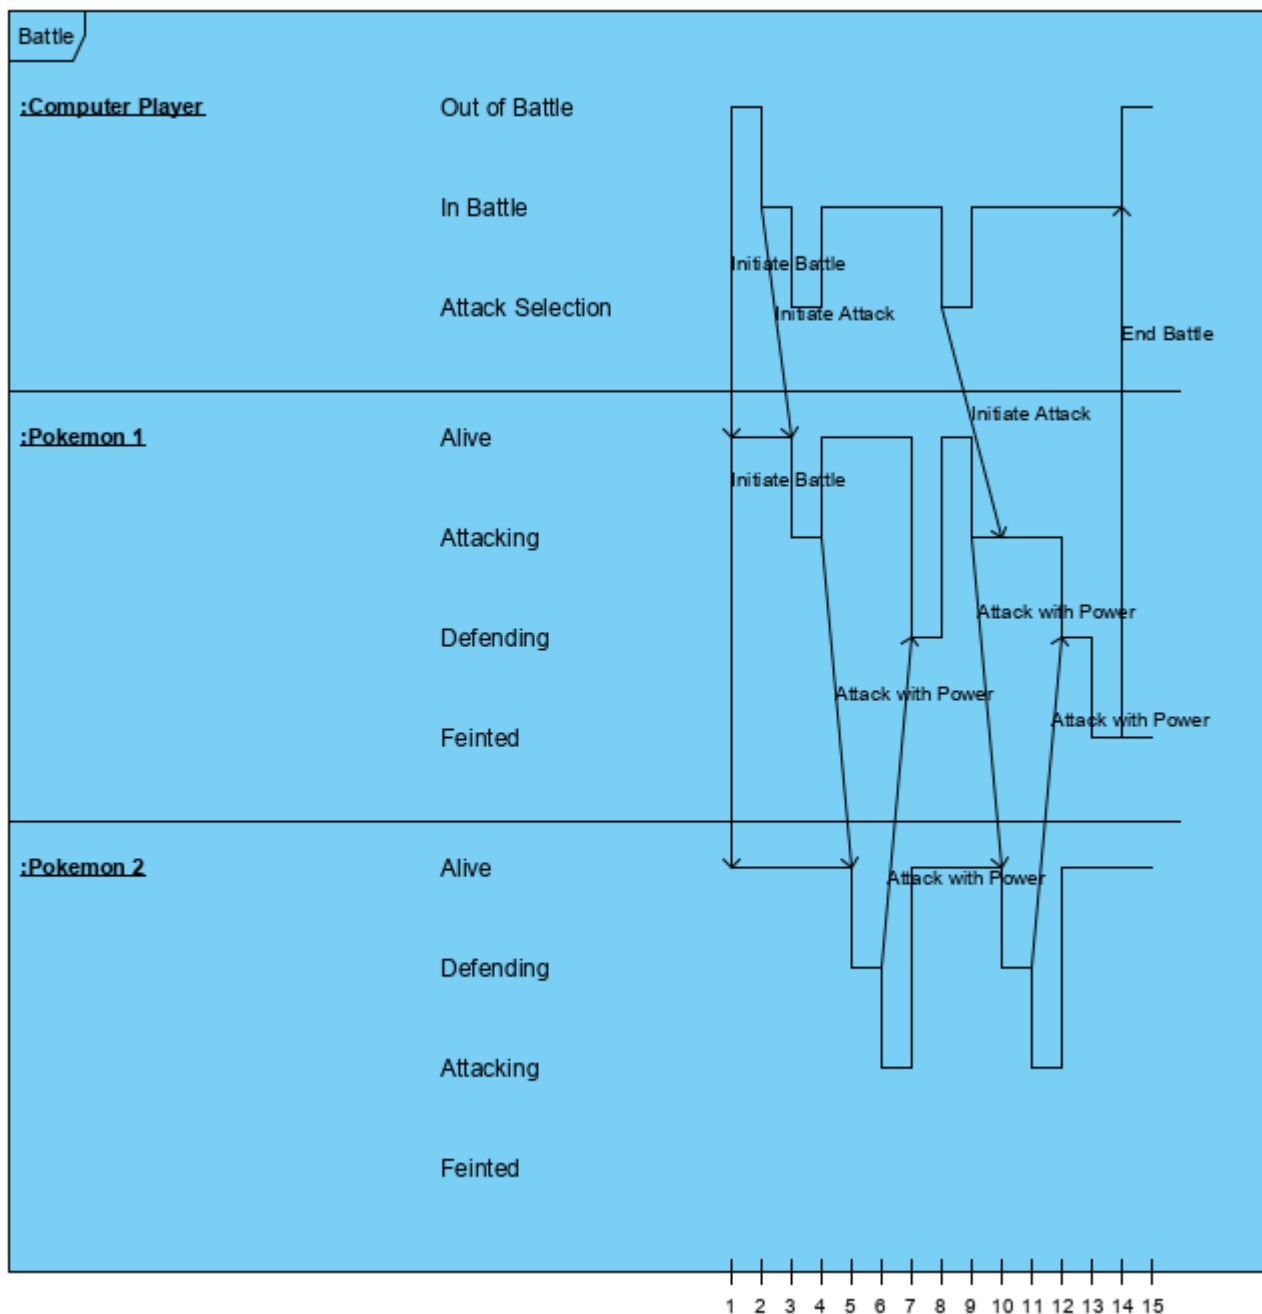 Battle
:Computer Player
Out of Battle
In Battle
Initiate Battle
Attack Selection
Initiate Attack
End Battle
Initiate Attack
:Pokemon 1
Alive
Initiate Battle
Attacking
Attack with Power
Defending
Attack with Power
Attack with Power
Feinted
:Pokemon 2
Alive
Attack with Power
Defending
Attacking
Feinted
1 2 3 4 5 6 7 8 9 10 11 12 13 14 15